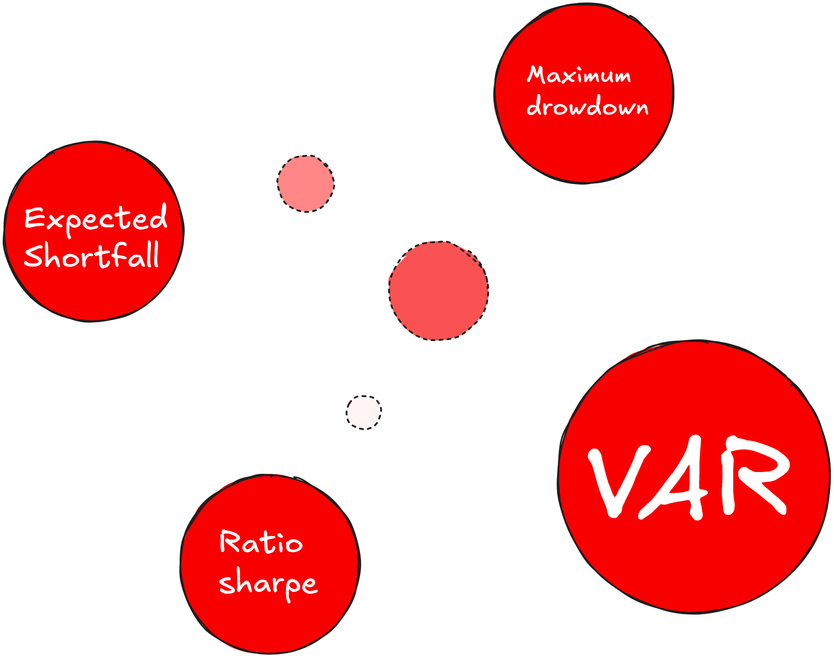 Maximum
drowdown
Expected
Shortfall
VAR
Ratio
sharpe